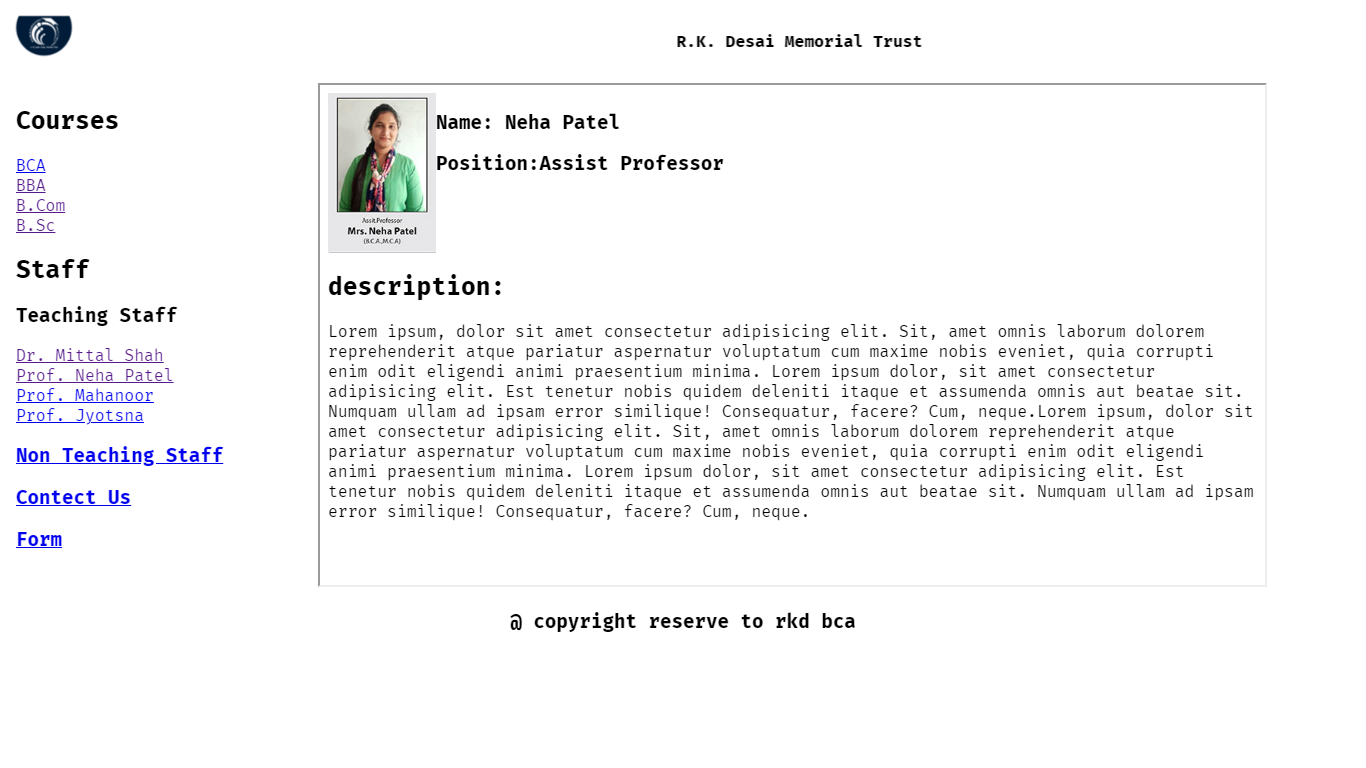 R.K. Desai Memorial Trust
Courses
BCA
BBA
B.Com
B.Sc
Staff
Teaching Staff
Dr. Mittal Shah
Prof. Neha Patel
Prof. Mahanoor
Prof. Jyotsna
Non Teaching Staff
Contect Us
Form
Name: Neha Patel
Position:Assist Professor
Assit.Professor
Mrs. Neha Patel
(B.C.A.,M.C.A)
description:
Lorem ipsum, dolor sit amet consectetur adipisicing elit. Sit, amet omnis laborum dolorem
reprehenderit atque pariatur aspernatur voluptatum cum maxime nobis eveniet, quia corrupti
enim odit eligendi animi praesentium minima. Lorem ipsum dolor, sit amet consectetur
adipisicing elit. Est tenetur nobis quidem deleniti itaque et assumenda omnis aut beatae sit.
Numquam ullam ad ipsam error similique! Consequatur, facere? Cum, neque.Lorem ipsum, dolor sit
amet consectetur adipisicing elit. Sit, amet omnis laborum dolorem reprehenderit atque
pariatur aspernatur voluptatum cum maxime nobis eveniet, quia corrupti enim odit eligendi
animi praesentium minima. Lorem ipsum dolor, sit amet consectetur adipisicing elit. Est
tenetur nobis quidem deleniti itaque et assumenda omnis aut beatae sit. Numquam ullam ad ipsam
error similique! Consequatur, facere? Cum, neque.
@ copyright reserve to rkd bca